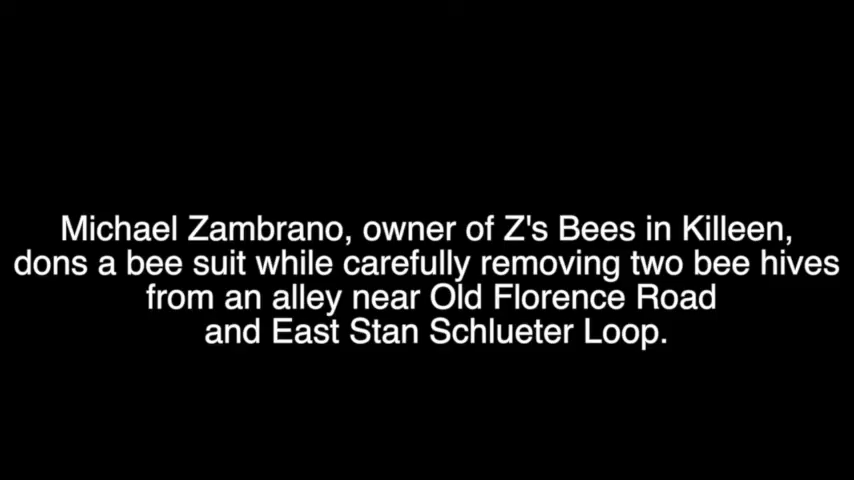 Michael Zambrano, owner of Z's Bees in Killeen,
dons a bee suit while carefully removing two bee hives
from an alley near Old Florence Road
and East Stan Schlueter Loop.